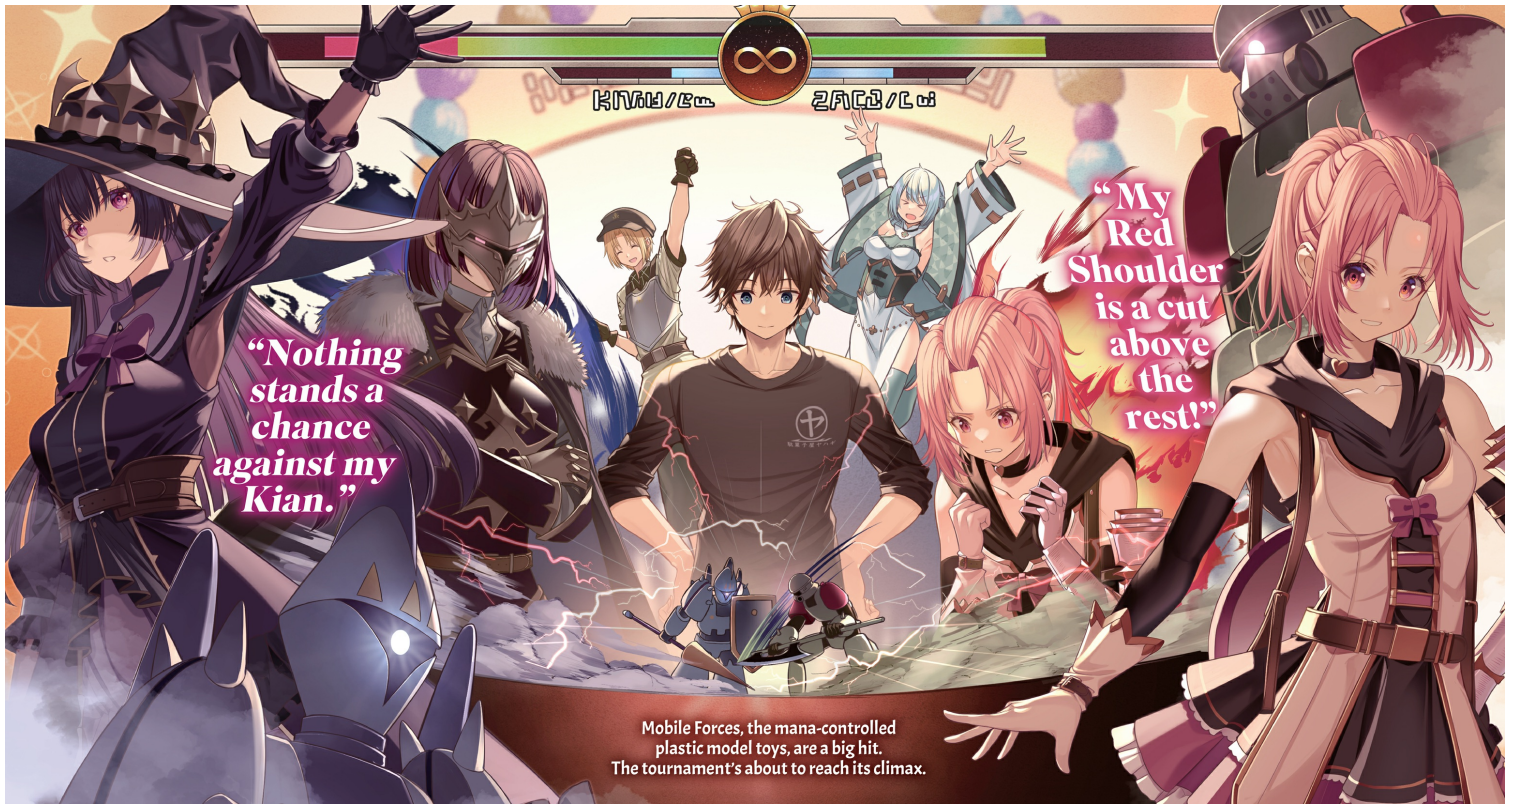 “Nothing
stands a
chance
against my
Kian.”
“My
Red
Shoulder
is a cut
above
the
rest!”
Mobile Forces, the mana-controlled
plastic model toys, are a big hit.
The tournament’s about to reach its climax.